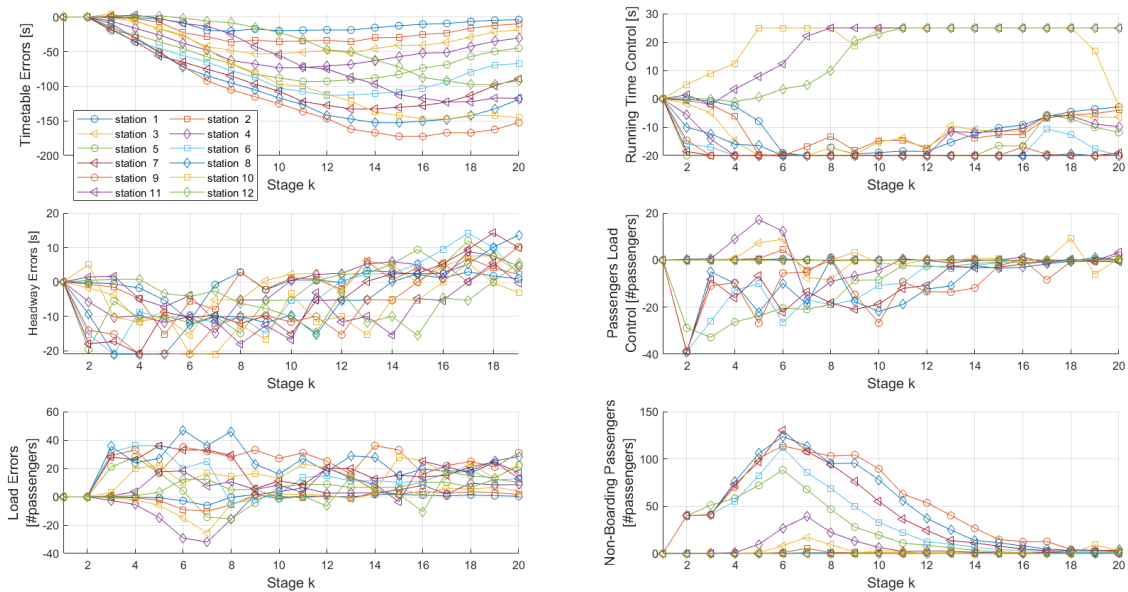 0
-50
-100
-150
-200
Timetable Errors [s]
10 12 14 16 18 20
Stage k
station 1 station 2
station 3 station 4
station 5 station 6
station 7 station 8
station 9 station 10
station 11 station 12
30
20
10
0
-10
-20
Running Time Control [s]
2 4 6 8 10 12 14 16 18 20
Stage k
20
10
0
-10
-20
Headway Errors [s]
2 4 6 8 10 12 14 16 18
Stage k
20
0
-20
-40
Passengers Load
Control [#passengers]
2 4 6 8 10 12 14 16 18 20
Stage k
60
40
20
0
-20
-40
Load Errors
[#passengers]
2 4 6 8 10 12 14 16 18 20
Stage k
150
100
50
0
Non-Boarding Passengers
[#passengers]
2 4 6 8 10 12 14 16 18 20
Stage k